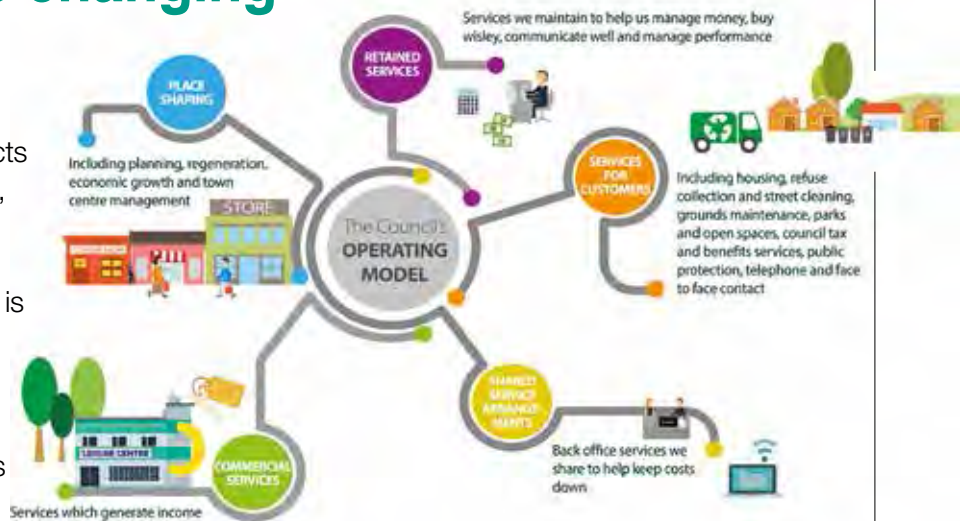 changing
cts
,
is
s
PLACE
SHAPING
Including planning, regeneration,
economic growth and town
centre management
STORE
RETAINED
SERVICES
Services we maintain to help us manage money, buy
wisley, communicate well and manage performance
SERVICES
FOR
CUSTOMERS
Including housing, refuse
collection and street cleaning,
grounds maintenance, parks
and open spaces, council tax
and benefits services, public
protection, telephone and face
to face contact
The Council's
OPERATING
MODEL
SHARED
SERVICE
ARRANGE-
MENTS
Back office services we
share to help keep costs
down
LEISURE CENTRE
COMMERCIAL
SERVICES
Services which generate income